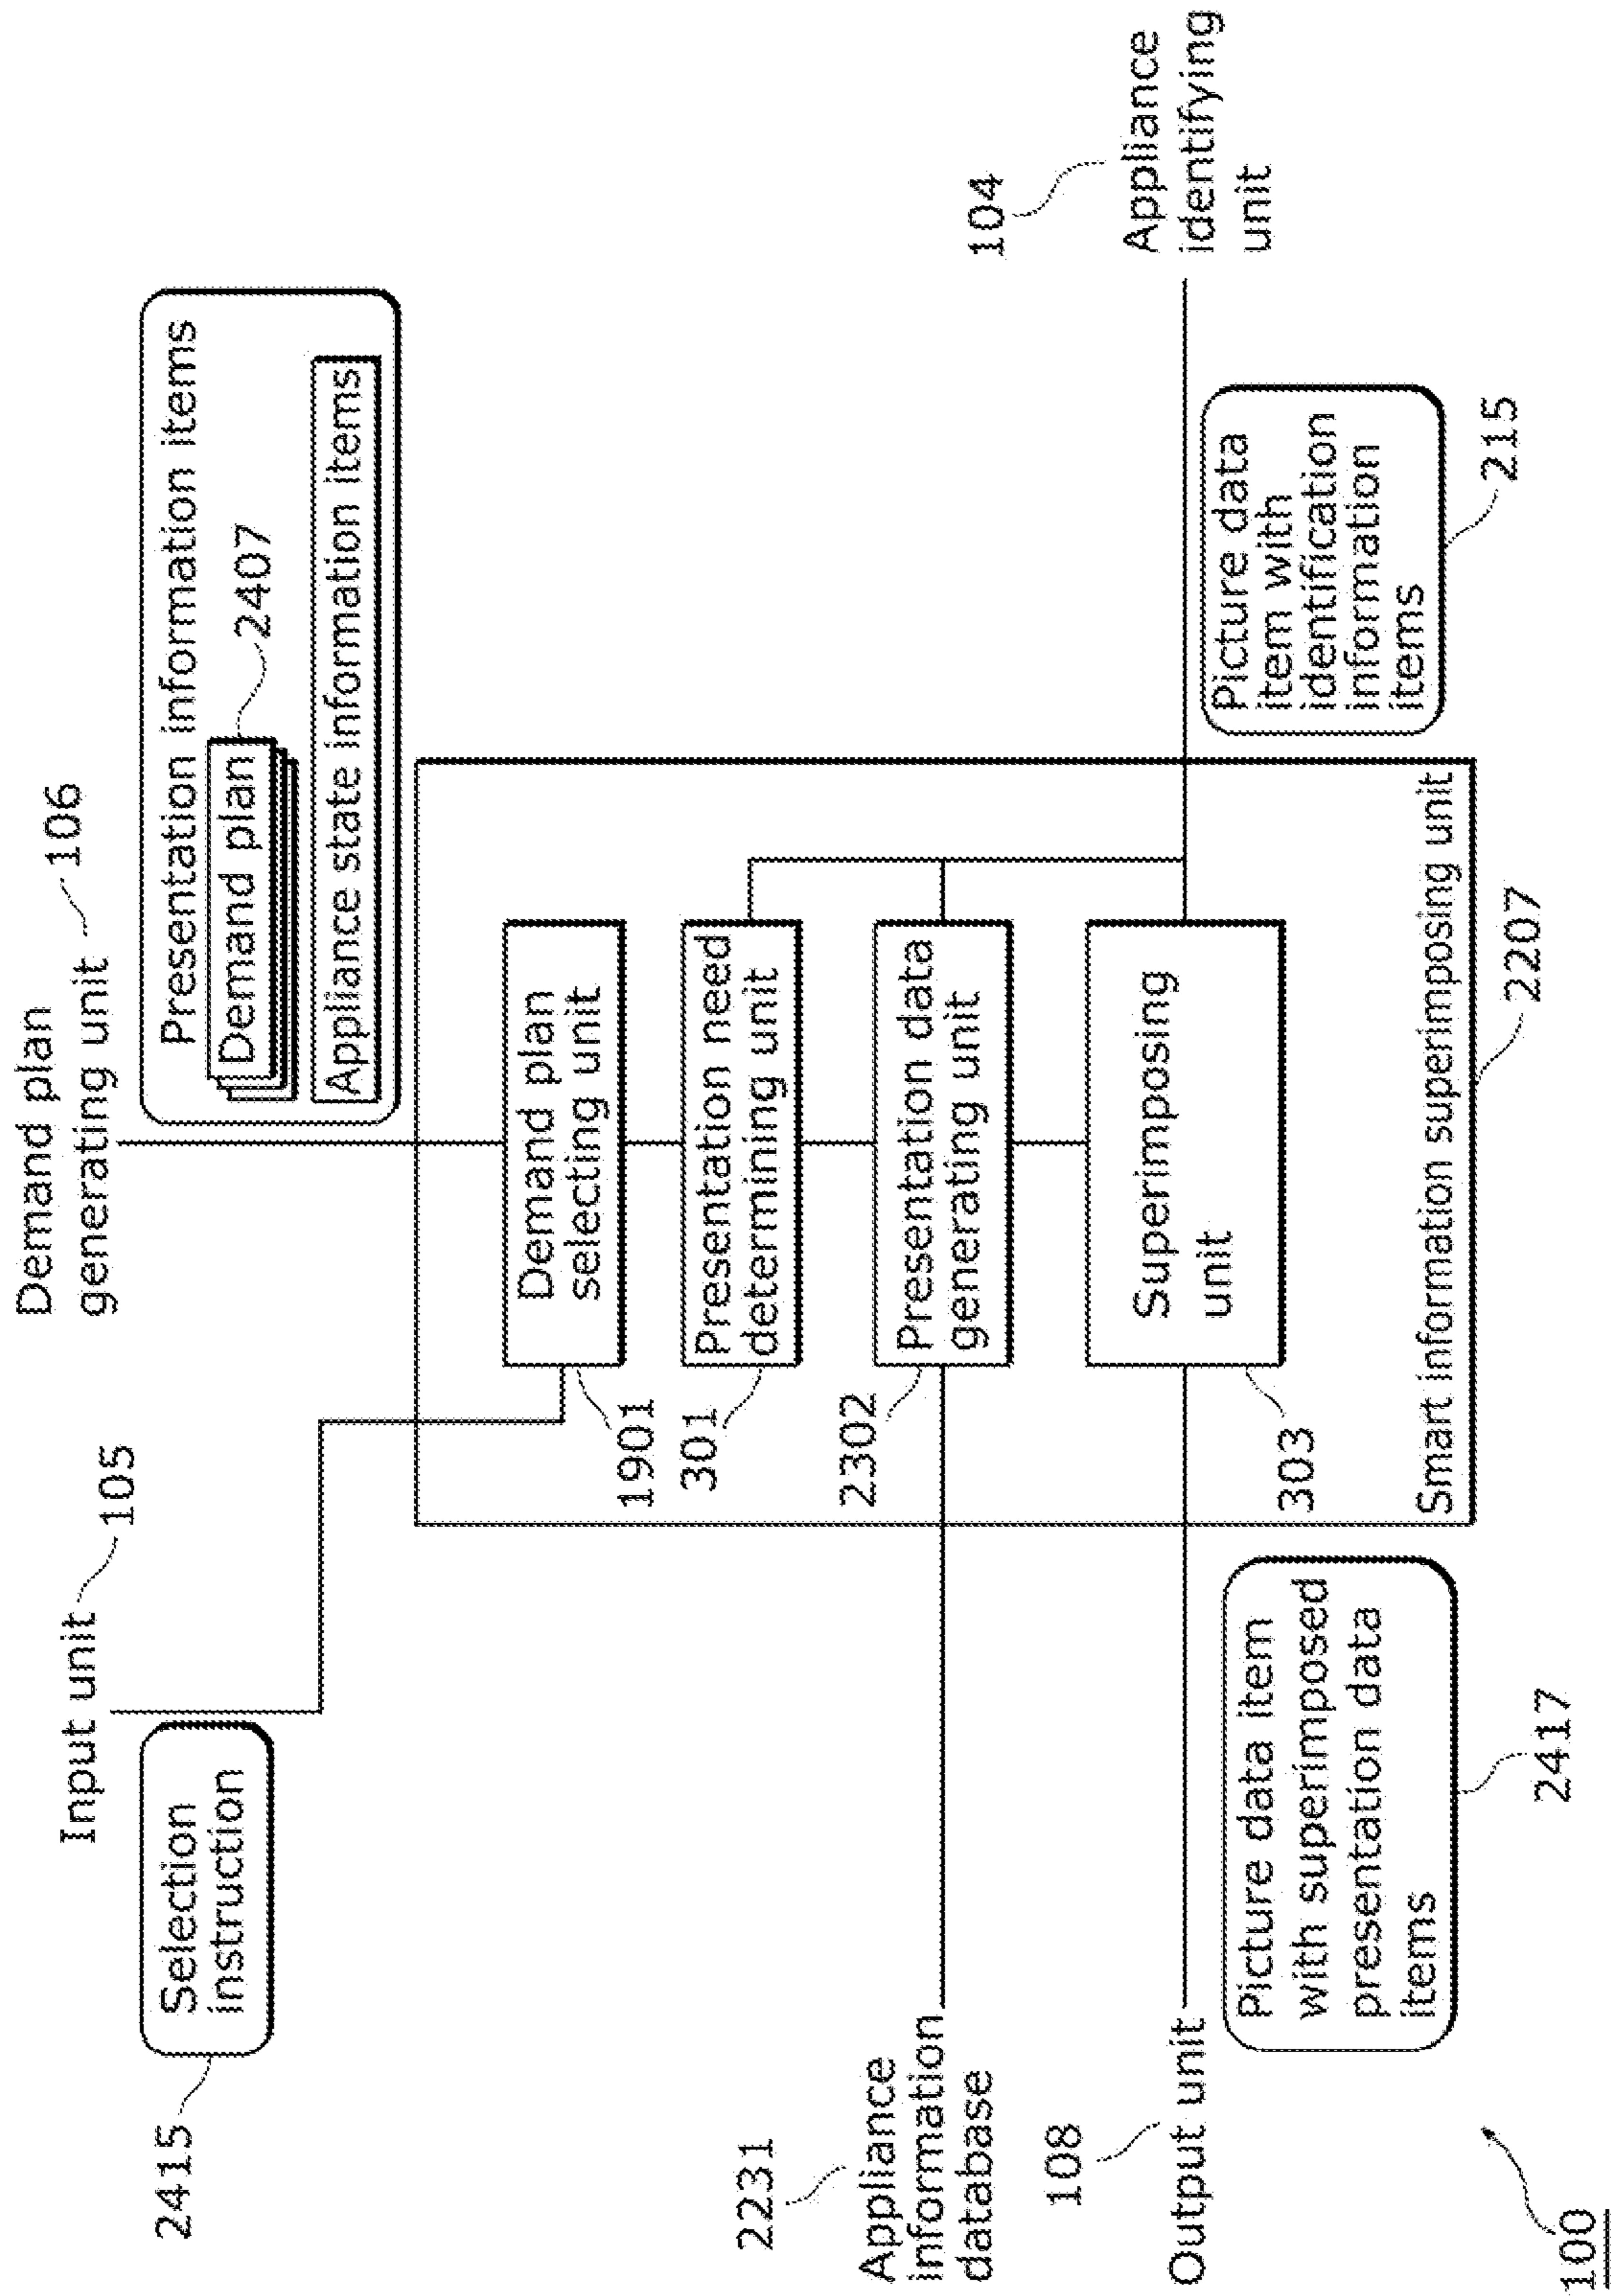 Input unit
105
Demand plan
generating unit
106
2415
Selection
instruction
Presentation information items
Demand plan
2407
Appliance state information items
Demand plan
selecting unit
1901
Presentation need
determining unit
301
2231
Appliance
information
database
Presentation data
generating unit
2302
104
Appliance
identifying
unit
108
Output unit
Superimposing
unit
303
Picture data item
with superimposed
presentation data
items
2417
Smart information superimposing unit
2207
Picture data
item with
identification
information
items
215
100